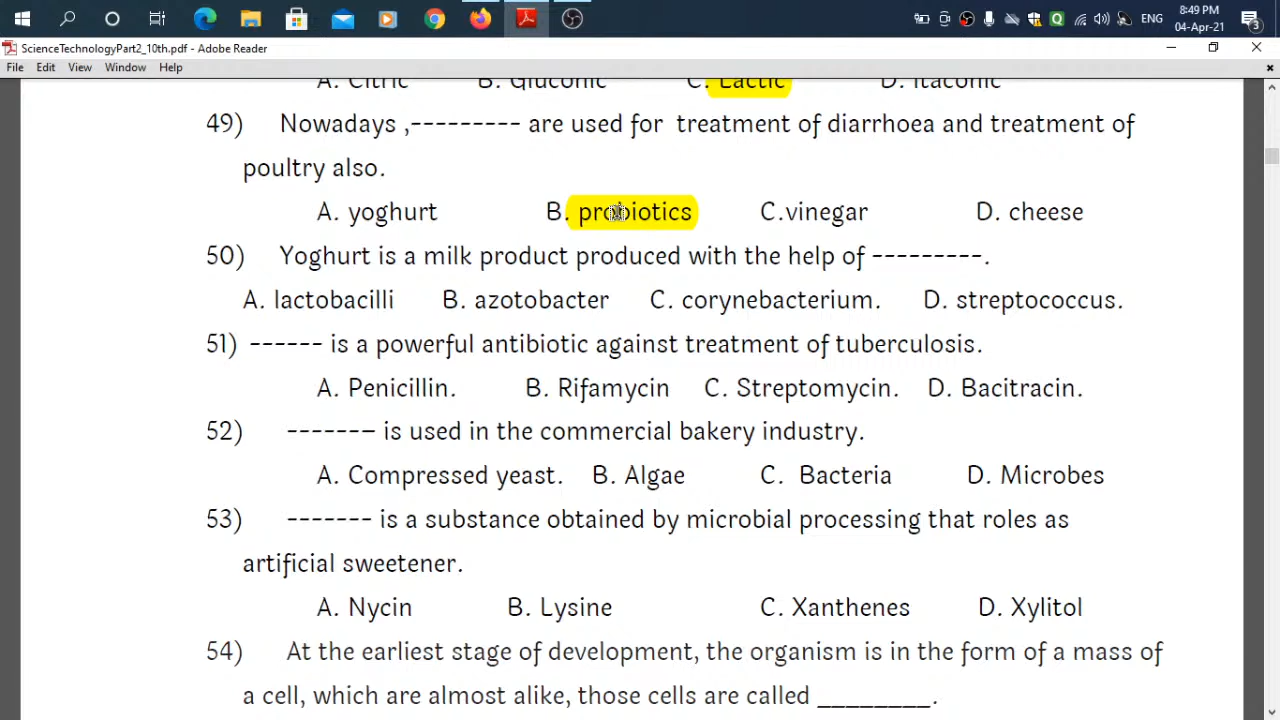 8:49 PM
ENG
04-Apr-21
3
ScienceTechnologyPart2_10th.pdf - Adobe Reader
File Edit View Window Help
A. Citric B. Gluconic C. Lactic D. Itaconic
49) Nowadays ,--------- are used for treatment of diarrhoea and treatment of
poultry also.
A. yoghurt B. probiotics C.vinegar D. cheese
50) Yoghurt is a milk product produced with the help of ---------.
A. lactobacilli B. azotobacter C. corynebacterium. D. streptococcus.
51) ------ is a powerful antibiotic against treatment of tuberculosis.
A. Penicillin. B. Rifamycin C. Streptomycin. D. Bacitracin.
52) ------- is used in the commercial bakery industry.
A. Compressed yeast. B. Algae C. Bacteria D. Microbes
53) ------- is a substance obtained by microbial processing that roles as
artificial sweetener.
A. Nycin B. Lysine C. Xanthenes D. Xylitol
54) At the earliest stage of development, the organism is in the form of a mass of
a cell, which are almost alike, those cells are called ________.